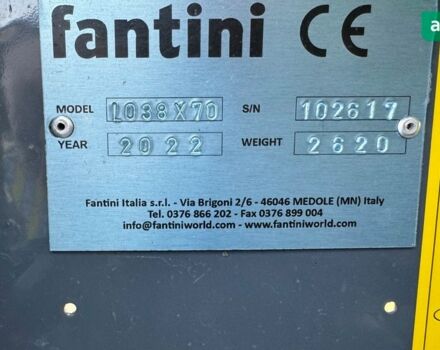 fantini CE
MODEL LO38X70 S/N 102617
YEAR 2022 WEIGHT 2620
Fantini Italia s.r.l. - Via Brigoni 2/6 - 46046 MEDOLE (MN) Italy
Tel. 0376 866 202 - Fax 0376 899 004
info@fantiniworld.com - www.fantiniworld.com